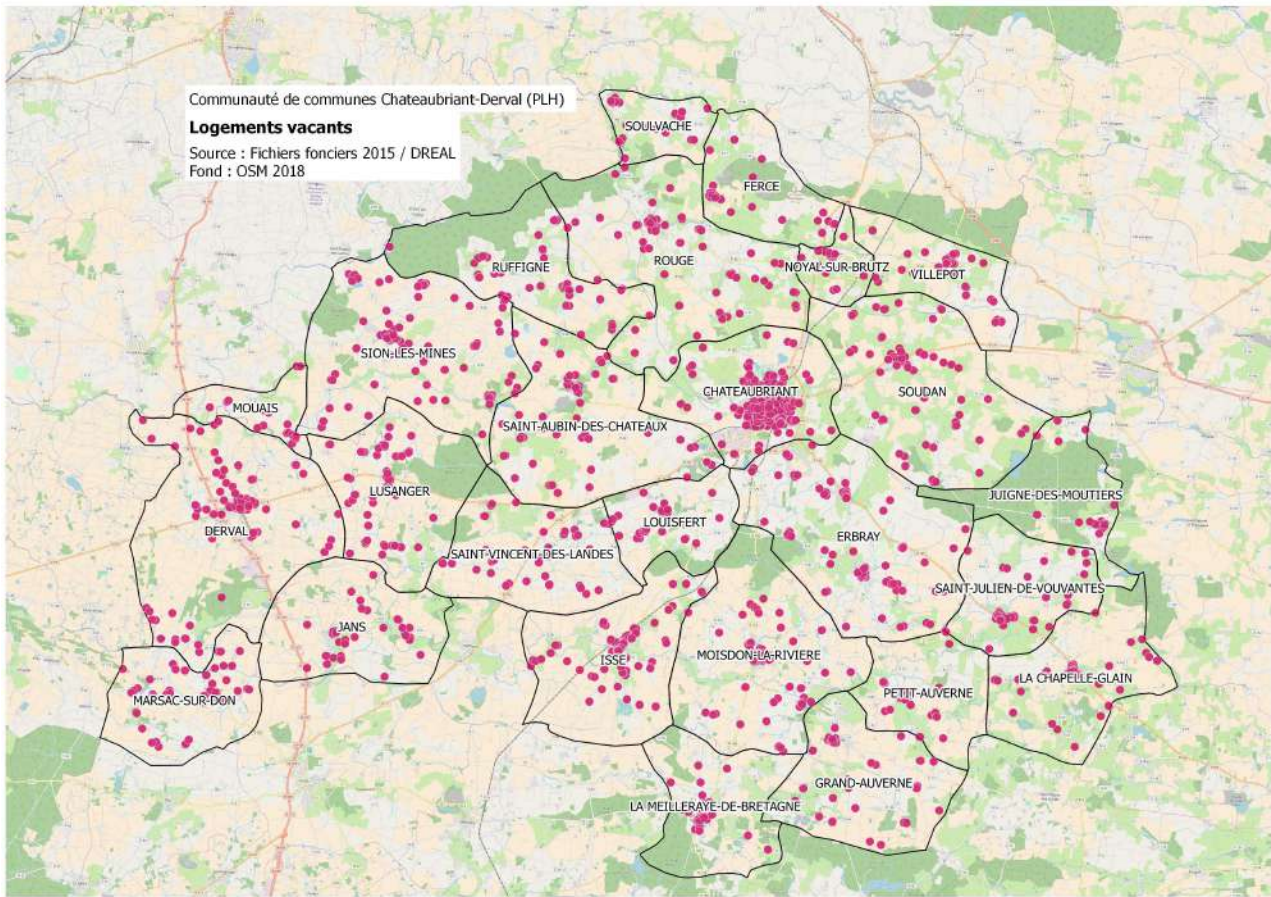 Communauté de communes Chateaubriant-Derval (PLH)
Logements vacants
Source : Fichiers fonciers 2015 / DREAL
Fond : OSM 2018
SOULVACHE
FERCE
RUFFIGNE
ROUGE
NOYAL-SUR-BRUTZ
VILLEPOT
SION-LES-MINES
CHATEAUBRIANT
SOUDAN
MOUAIS
SAINT-AUBIN-DES-CHATEAUX
LUSANGER
JUIGNE-DES-MOUTIERS
DERVAL
LOUISFERT
ERBRAY
SAINT-VINCENT-DES-LANDES
SAINT-JULIEN-DE-VOUVANTES
JANS
ISSE
MOISDON-LA-RIVIERE
LA CHAPELLE-GLAIN
MARSAC-SUR-DON
PETIT-AUVERNE
GRAND-AUVERNE
LA MEILLERAYE-DE-BRETAGNE